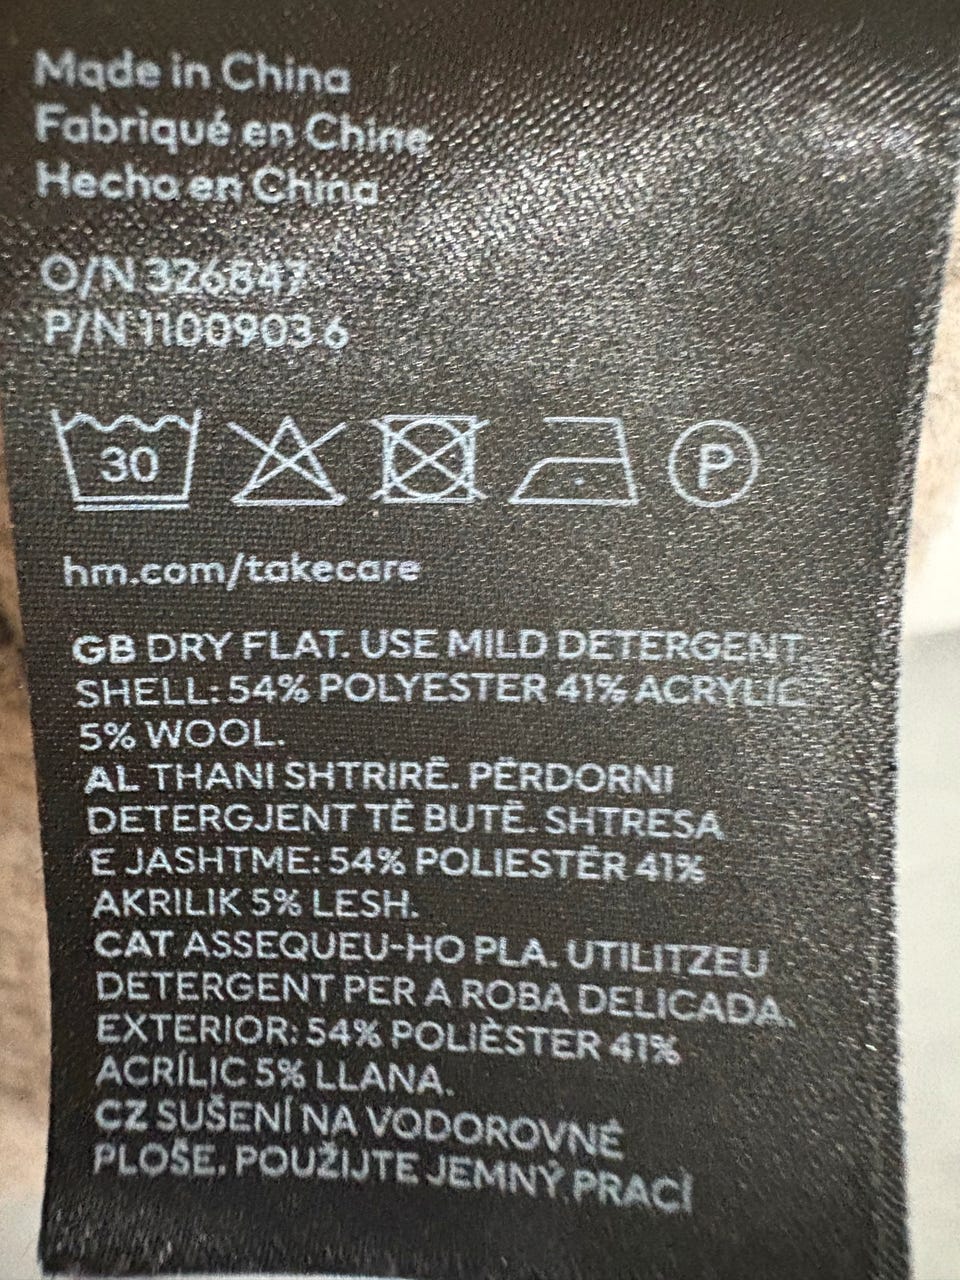 Made in China
Fabriqué en Chine
Hecho en China
O/N 326847
P/N 1100903 6
30 P
hm.com/takecare
GB DRY FLAT. USE MILD DETERGENT.
SHELL: 54% POLYESTER 41% ACRYLIC
5% WOOL.
AL THANI SHTRIRË. PËRDORNI
DETERGJENT TË BUTË. SHTRESA
E JASHTME: 54% POLIESTËR 41%
AKRILIK 5% LESH.
CAT ASSEQUEU-HO PLA. UTILITZEU
DETERGENT PER A ROBA DELICADA.
EXTERIOR: 54% POLIÈSTER 41%
ACRÍLIC 5% LLANA.
CZ SUŠENÍ NA VODOROVNÉ
PLOŠE. POUŽIJTE JEMNÝ PRACÍ